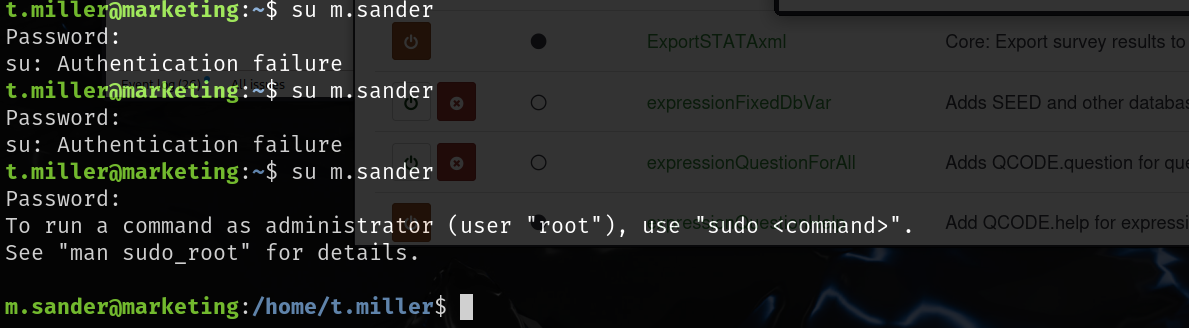 t.miller@marketing:~$ su m.sander
Password:
su: Authentication failure
t.miller@marketing:~$ su m.sander
Password:
su: Authentication failure
t.miller@marketing:~$ su m.sander
Password:
To run a command as administrator (user "root"), use "sudo <command>".
See "man sudo_root" for details.
m.sander@marketing:/home/t.miller$
ExportSTATAxml Core: Export survey results to
expressionFixedDbVar Adds SEED and other databas
expressionQuestionForAll Adds QCODE.question for que
Add QCODE.help for expressi